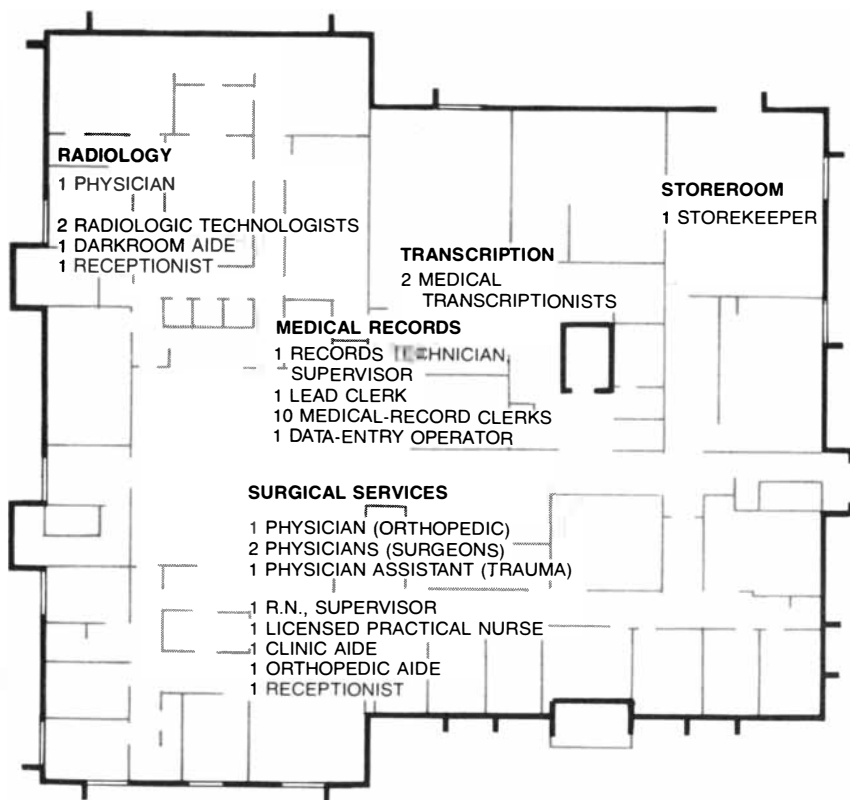 RADIOLOGY
1 PHYSICIAN
2 RADIOLOGIC TECHNOLOGISTS
1 DARKROOM AIDE
1 RECEPTIONIST
STOREROOM
1 STOREKEEPER
TRANSCRIPTION
2 MEDICAL
TRANSCRIPTIONISTS
MEDICAL RECORDS
1 RECORDS TECHNICIAN,
SUPERVISOR
1 LEAD CLERK
10 MEDICAL-RECORD CLERKS
1 DATA-ENTRY OPERATOR
SURGICAL SERVICES
1 PHYSICIAN (ORTHOPEDIC)
2 PHYSICIANS (SURGEONS)
1 PHYSICIAN ASSISTANT (TRAUMA)
1 R.N., SUPERVISOR
1 LICENSED PRACTICAL NURSE
1 CLINIC AIDE
1 ORTHOPEDIC AIDE
1 RECEPTIONIST